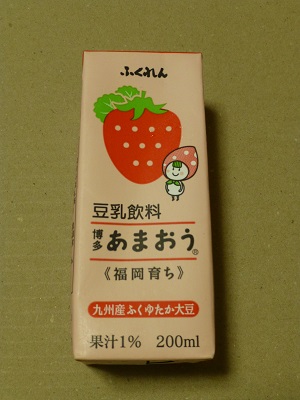 ふくれん
豆乳飲料
博多 あまおう®
《福岡育ち》
九州産ふくゆたか大豆
果汁1% 200ml